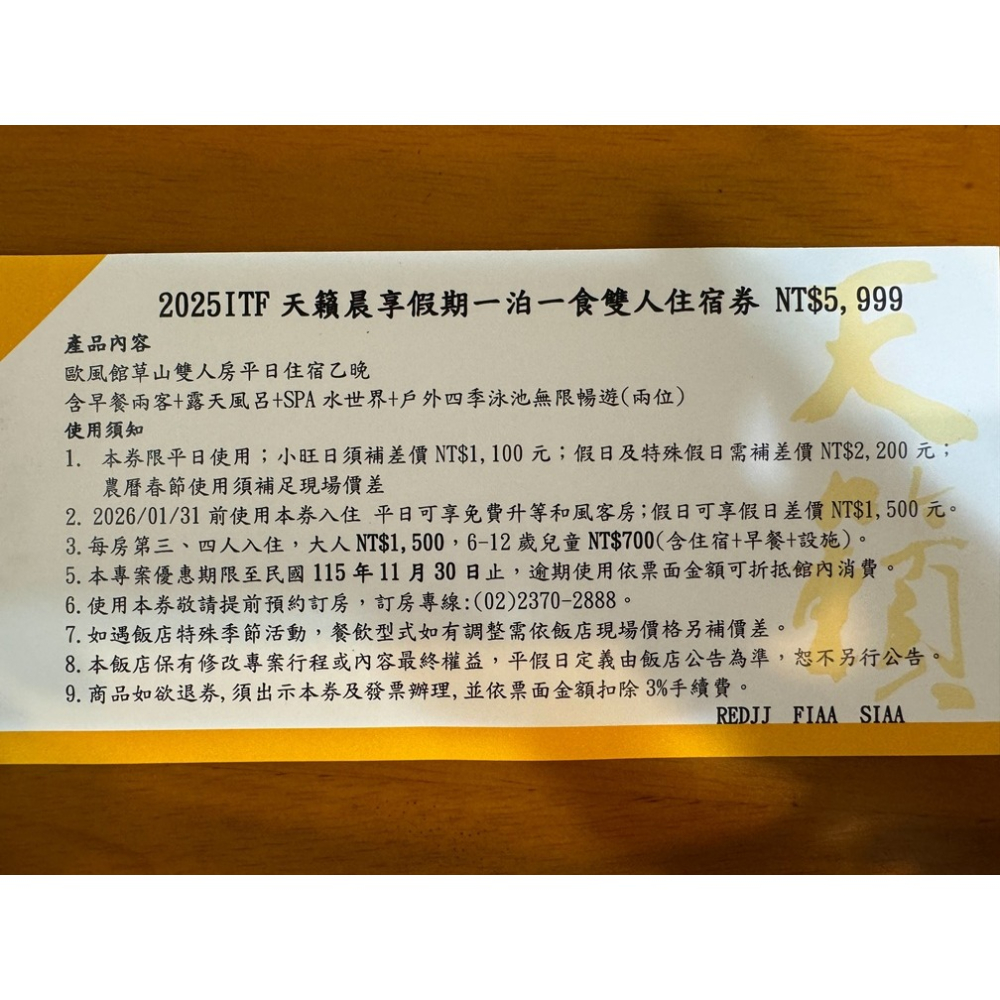 2025ITF 天籟晨享假期一泊一食雙人住宿券 NT$5,999
產品內容
歐風館草山雙人房平日住宿乙晚
含早餐兩客+露天風呂+SPA 水世界+戶外四季泳池無限暢遊(兩位)
使用須知
1. 本券限平日使用；小旺日須補差價 NT$1,100 元；假日及特殊假日需補差價 NT$2,200 元；
農曆春節使用須補足現場價差
2. 2026/01/31 前使用本券入住 平日可享免費升等和風客房；假日可享假日差價 NT$1,500 元。
3. 每房第三、四人入住，大人 NT$1,500，6-12 歲兒童 NT$700(含住宿+早餐+設施)。
5. 本專案優惠期限至民國 115 年 11 月 30 日止，逾期使用依票面金額可折抵館內消費。
6. 使用本券敬請提前預約訂房，訂房專線:(02)2370-2888。
7. 如遇飯店特殊季節活動，餐飲型式如有調整需依飯店現場價格另補價差。
8. 本飯店保有修改專案行程或內容最終權益，平假日定義由飯店公告為準，恕不另行公告。
9. 商品如欲退券, 須出示本券及發票辦理, 並依票面金額扣除 3%手續費。
REDJJ FIAA SIAA
天籟